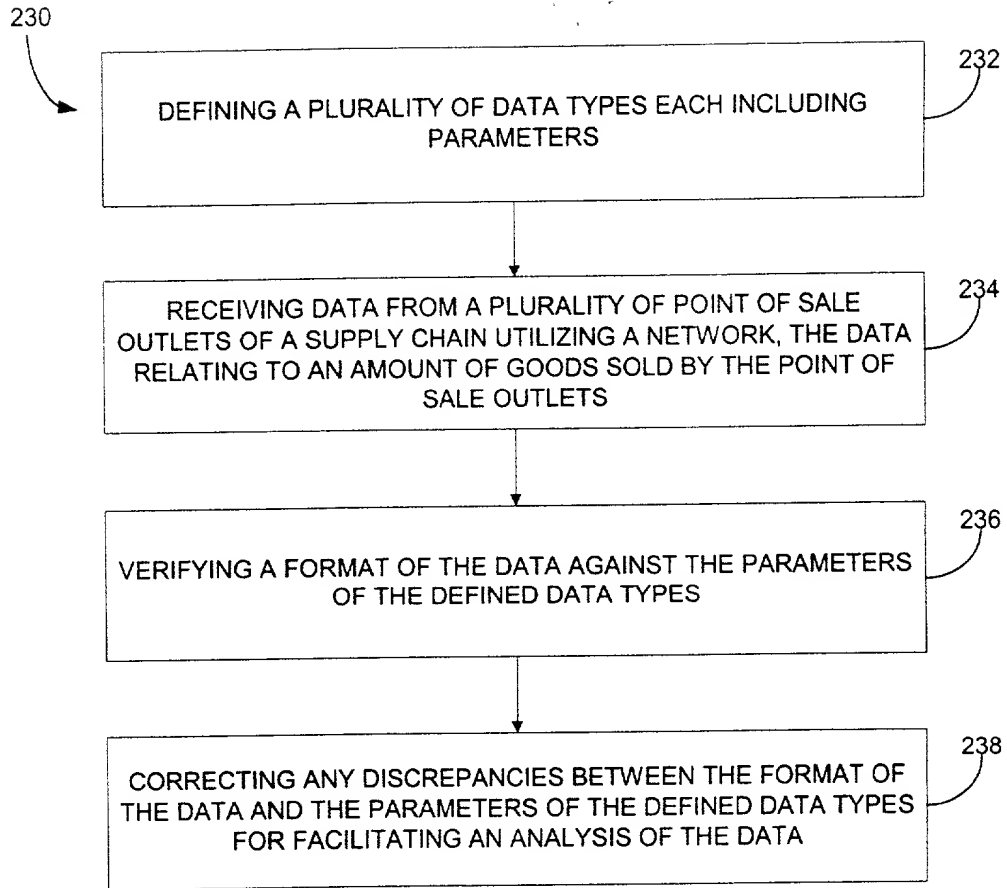 230
232
DEFINING A PLURALITY OF DATA TYPES EACH INCLUDING
PARAMETERS
234
RECEIVING DATA FROM A PLURALITY OF POINT OF SALE
OUTLETS OF A SUPPLY CHAIN UTILIZING A NETWORK, THE DATA
RELATING TO AN AMOUNT OF GOODS SOLD BY THE POINT OF
SALE OUTLETS
236
VERIFYING A FORMAT OF THE DATA AGAINST THE PARAMETERS
OF THE DEFINED DATA TYPES
238
CORRECTING ANY DISCREPANCIES BETWEEN THE FORMAT OF
THE DATA AND THE PARAMETERS OF THE DEFINED DATA TYPES
FOR FACILITATING AN ANALYSIS OF THE DATA